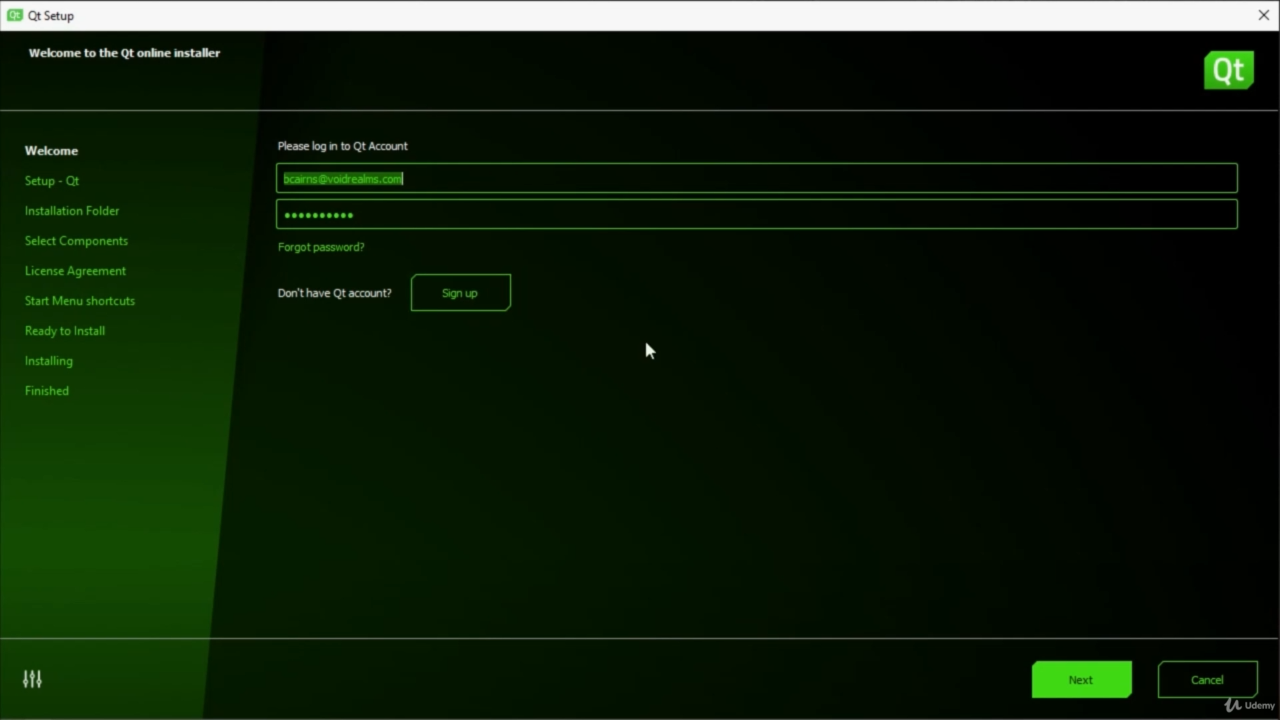 Qt Qt Setup
Welcome to the Qt online installer
Qt
Welcome
Setup - Qt
Installation Folder
Select Components
License Agreement
Start Menu shortcuts
Ready to Install
Installing
Finished
Please log in to Qt Account
bcairns@voidrealms.com
••••••••••
Forgot password?
Don't have Qt account? Sign up
Next Cancel
Udemy